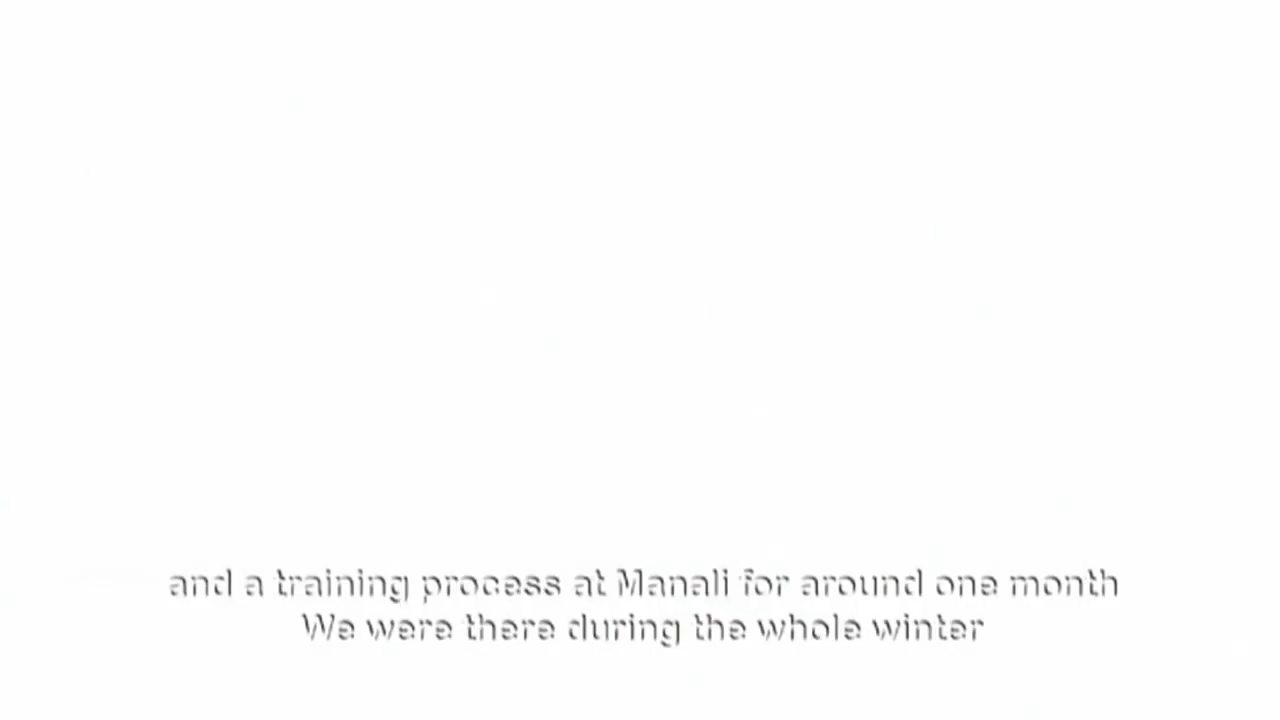 and a training process at Manali for around one month
We were there during the whole winter